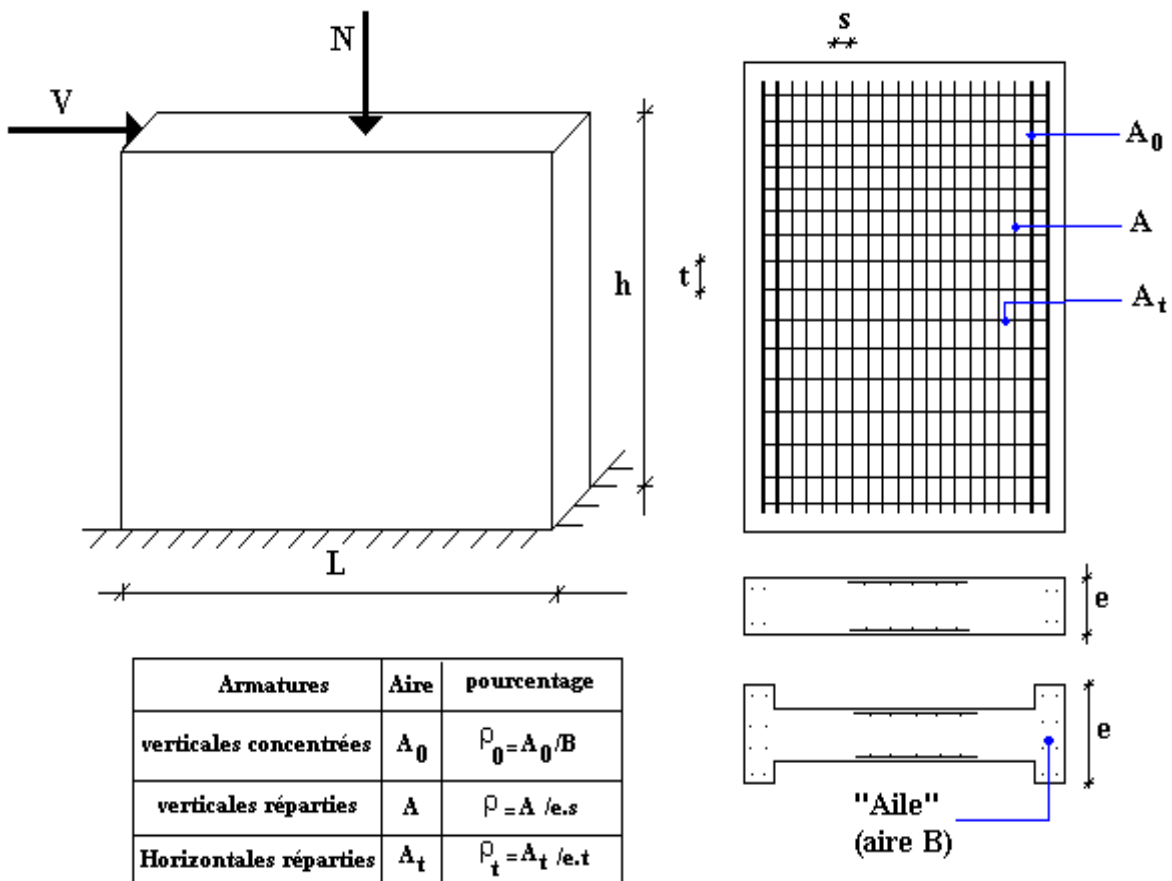 N
V
h
L
s
t
A0
A
At
e
e
"Aile"
(aire B)
Armatures Aire pourcentage
verticales concentrées A0 ρ0=A0/B
verticales réparties A ρ=A /e.s
Horizontales réparties At ρt=At /e.t